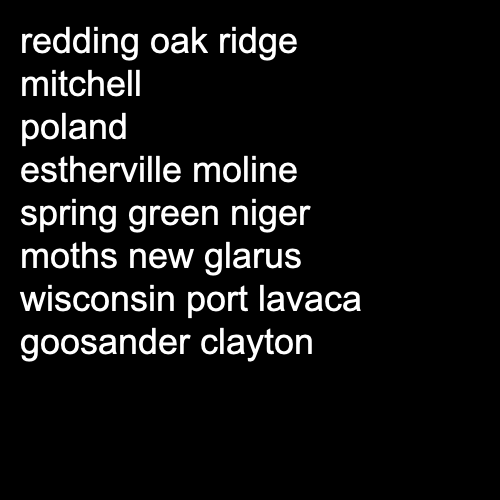 redding oak ridge
mitchell
poland
estherville moline
spring green niger
moths new glarus
wisconsin port lavaca
goosander clayton